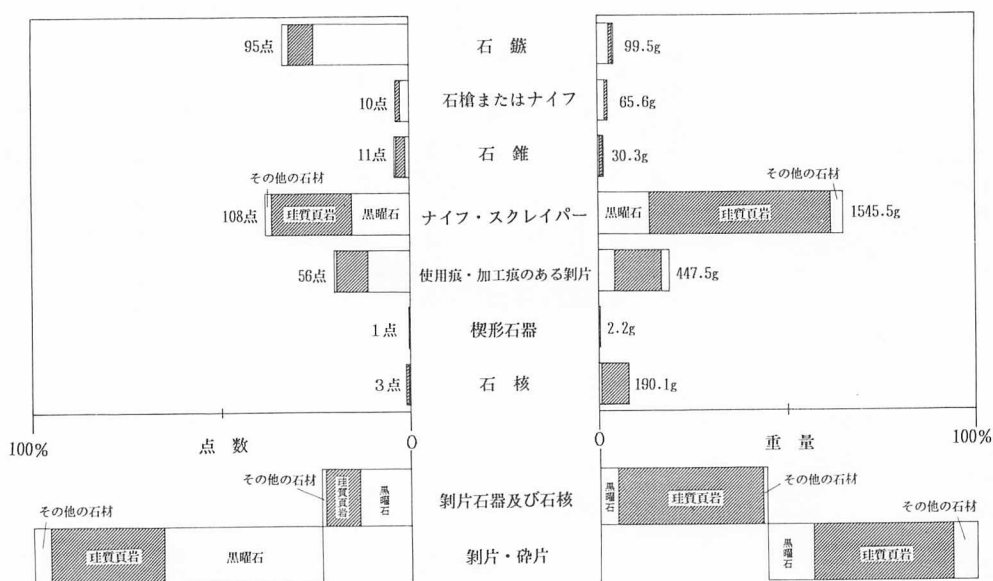 95点 石鏃 99.5g
10点 石槍またはナイフ 65.6g
11点 石錐 30.3g
その他の石材 その他の石材
108点 珪質頁岩 黒曜石 ナイフ・スクレイパー 黒曜石 珪質頁岩 1545.5g
56点 使用痕・加工痕のある剝片 447.5g
1点 楔形石器 2.2g
3点 石核 190.1g
100% 点数 0 0 重量 100%
その他の石材 珪質頁岩 黒曜石 剝片石器及び石核 黒曜石 珪質頁岩 その他の石材
その他の石材 その他の石材
珪質頁岩 黒曜石 剝片・砕片 黒曜石 珪質頁岩